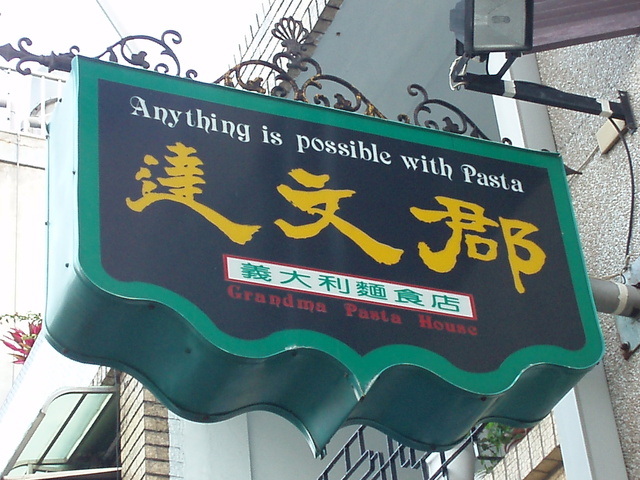 Anything is possible with Pasta
達文郡
義大利麵食店
Grandma Pasta House